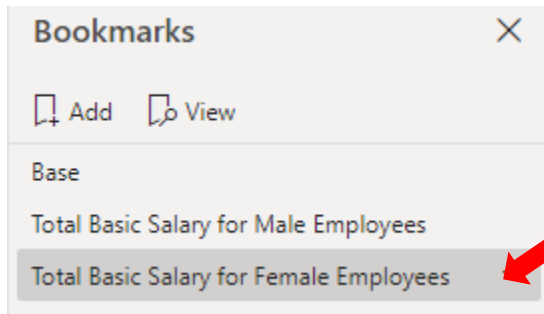 Bookmarks
Add View
Base
Total Basic Salary for Male Employees
Total Basic Salary for Female Employees